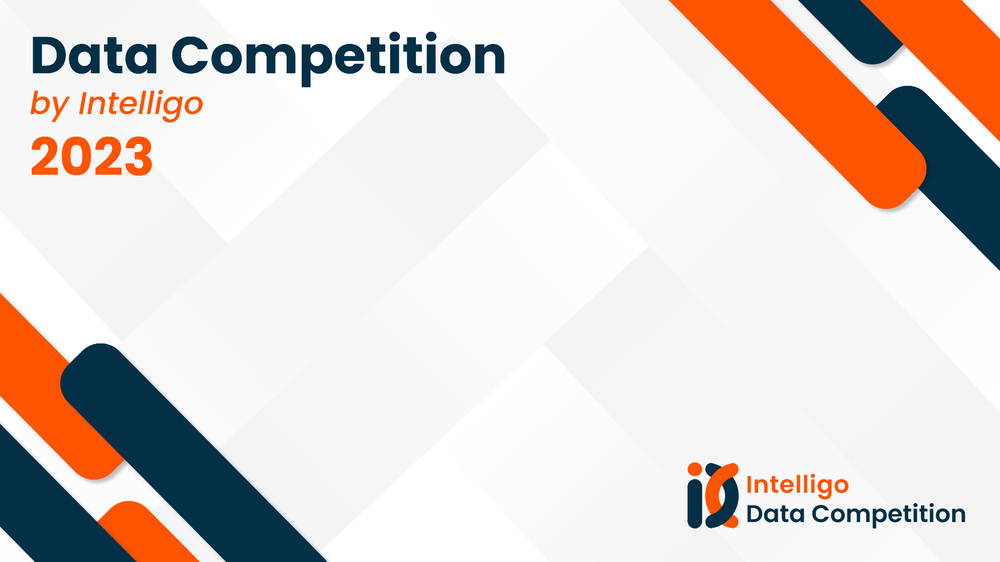 Data Competition
by Intelligo
2023
Intelligo
Data Competition